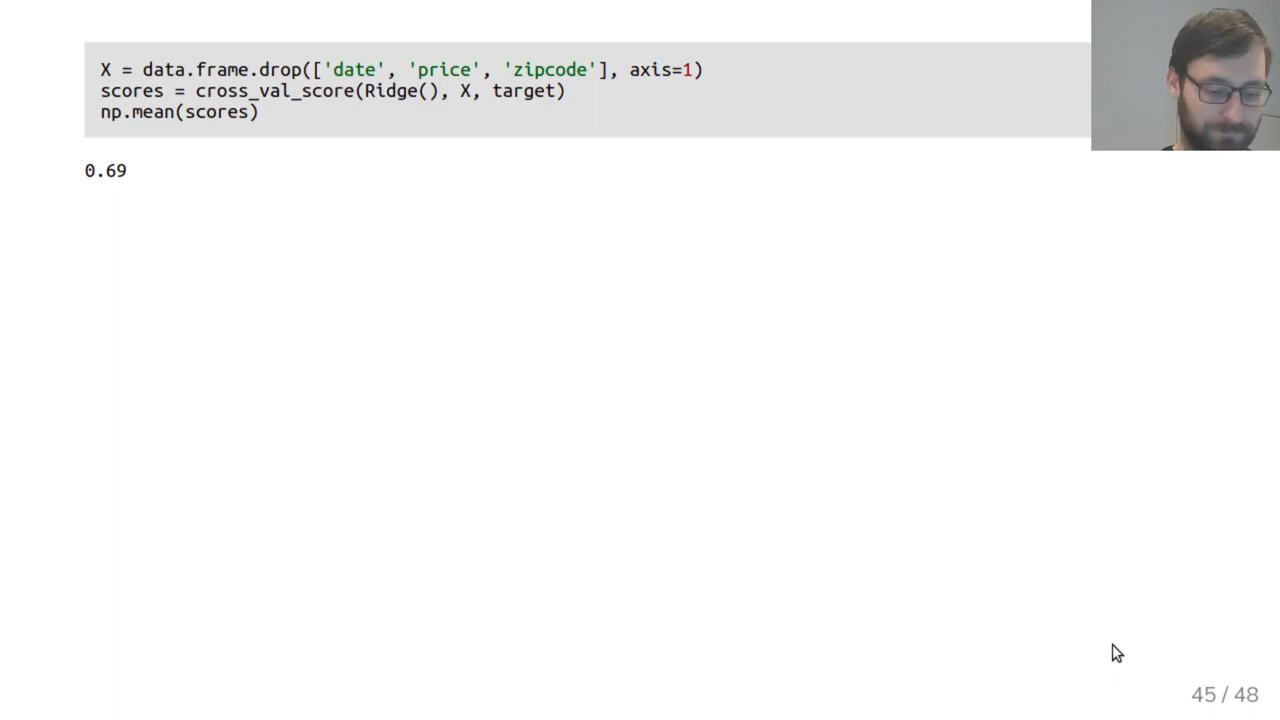 X = data.frame.drop(['date', 'price', 'zipcode'], axis=1)
scores = cross_val_score(Ridge(), X, target)
np.mean(scores)
0.69
45 / 48